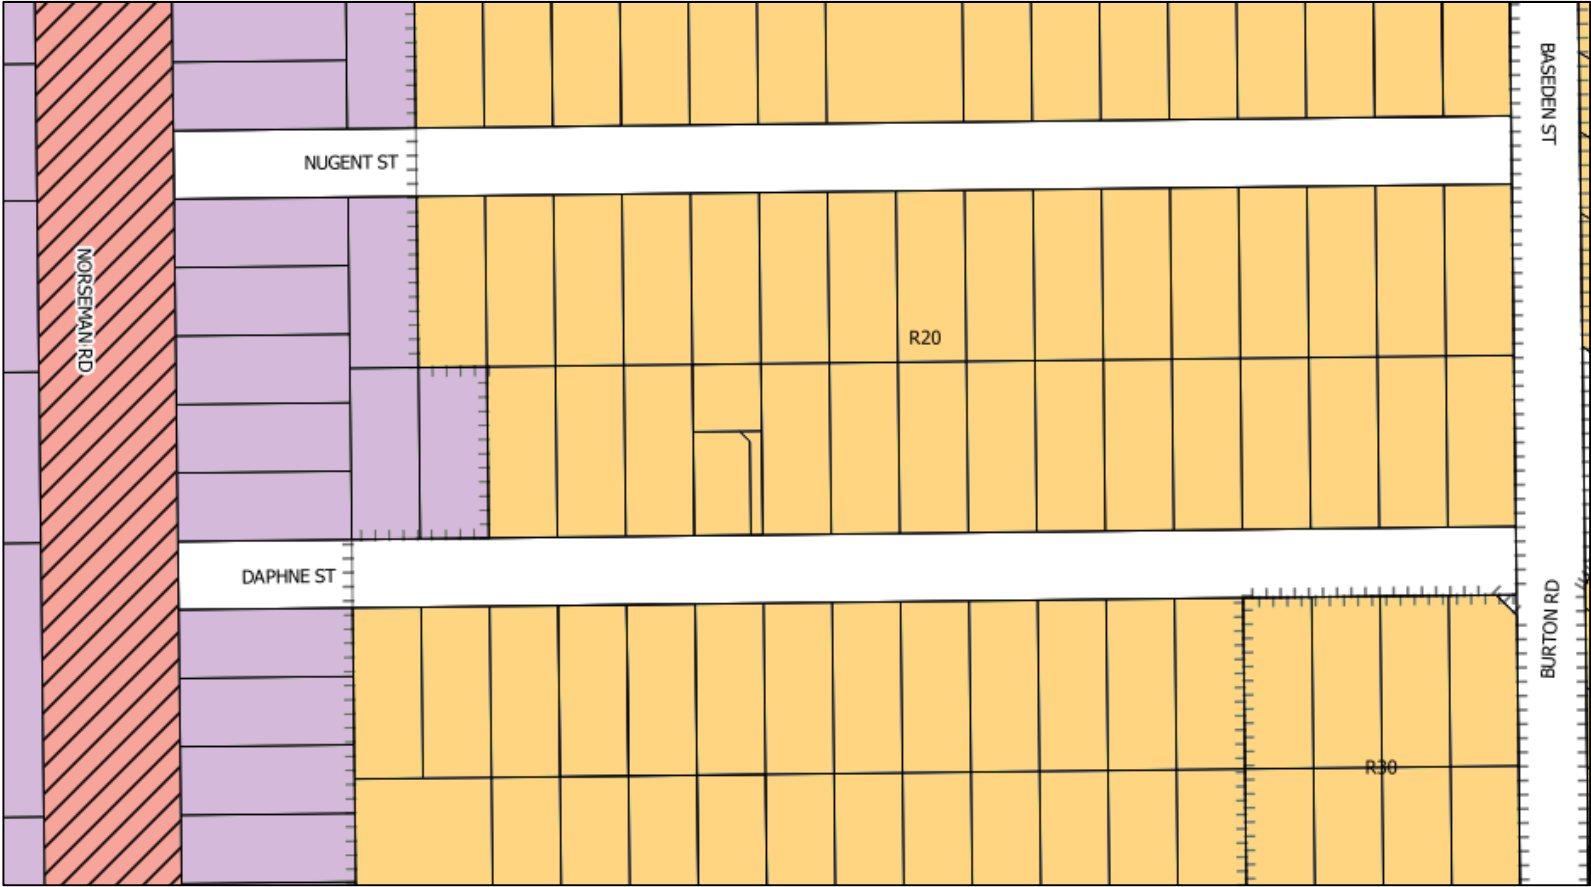 BASEDEN ST
NUGENT ST
NORSEMAN RD
R20
DAPHNE ST
BURTON RD
R30